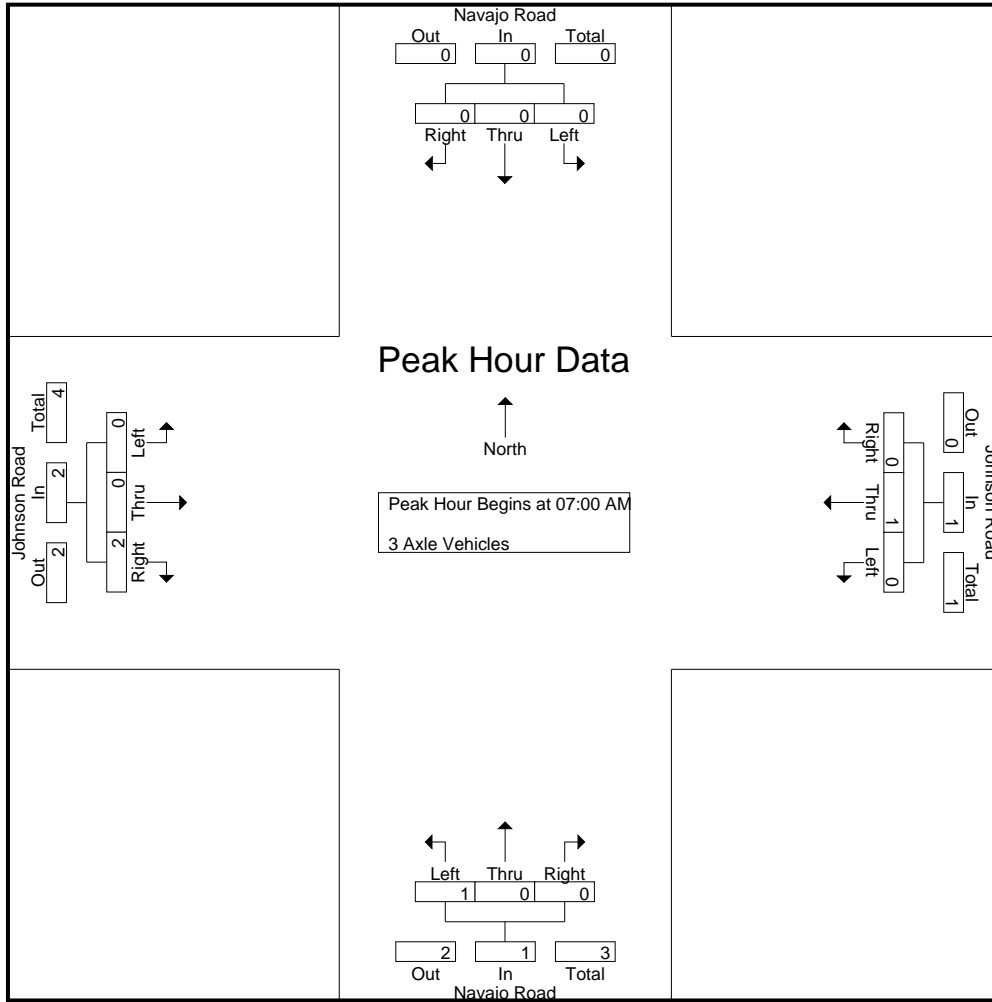 Navajo Road
Out In Total
0 0 0
0 0 0
Right Thru Left
Peak Hour Data
North
Peak Hour Begins at 07:00 AM
3 Axle Vehicles
Johnson Road
Out In Total
2 2 4
Right Thru Left
2 0 0
Johnson Road
Out In Total
0 1 1
Right Thru Left
0 1 0
Left Thru Right
1 0 0
2 1 3
Out In Total
Navajo Road